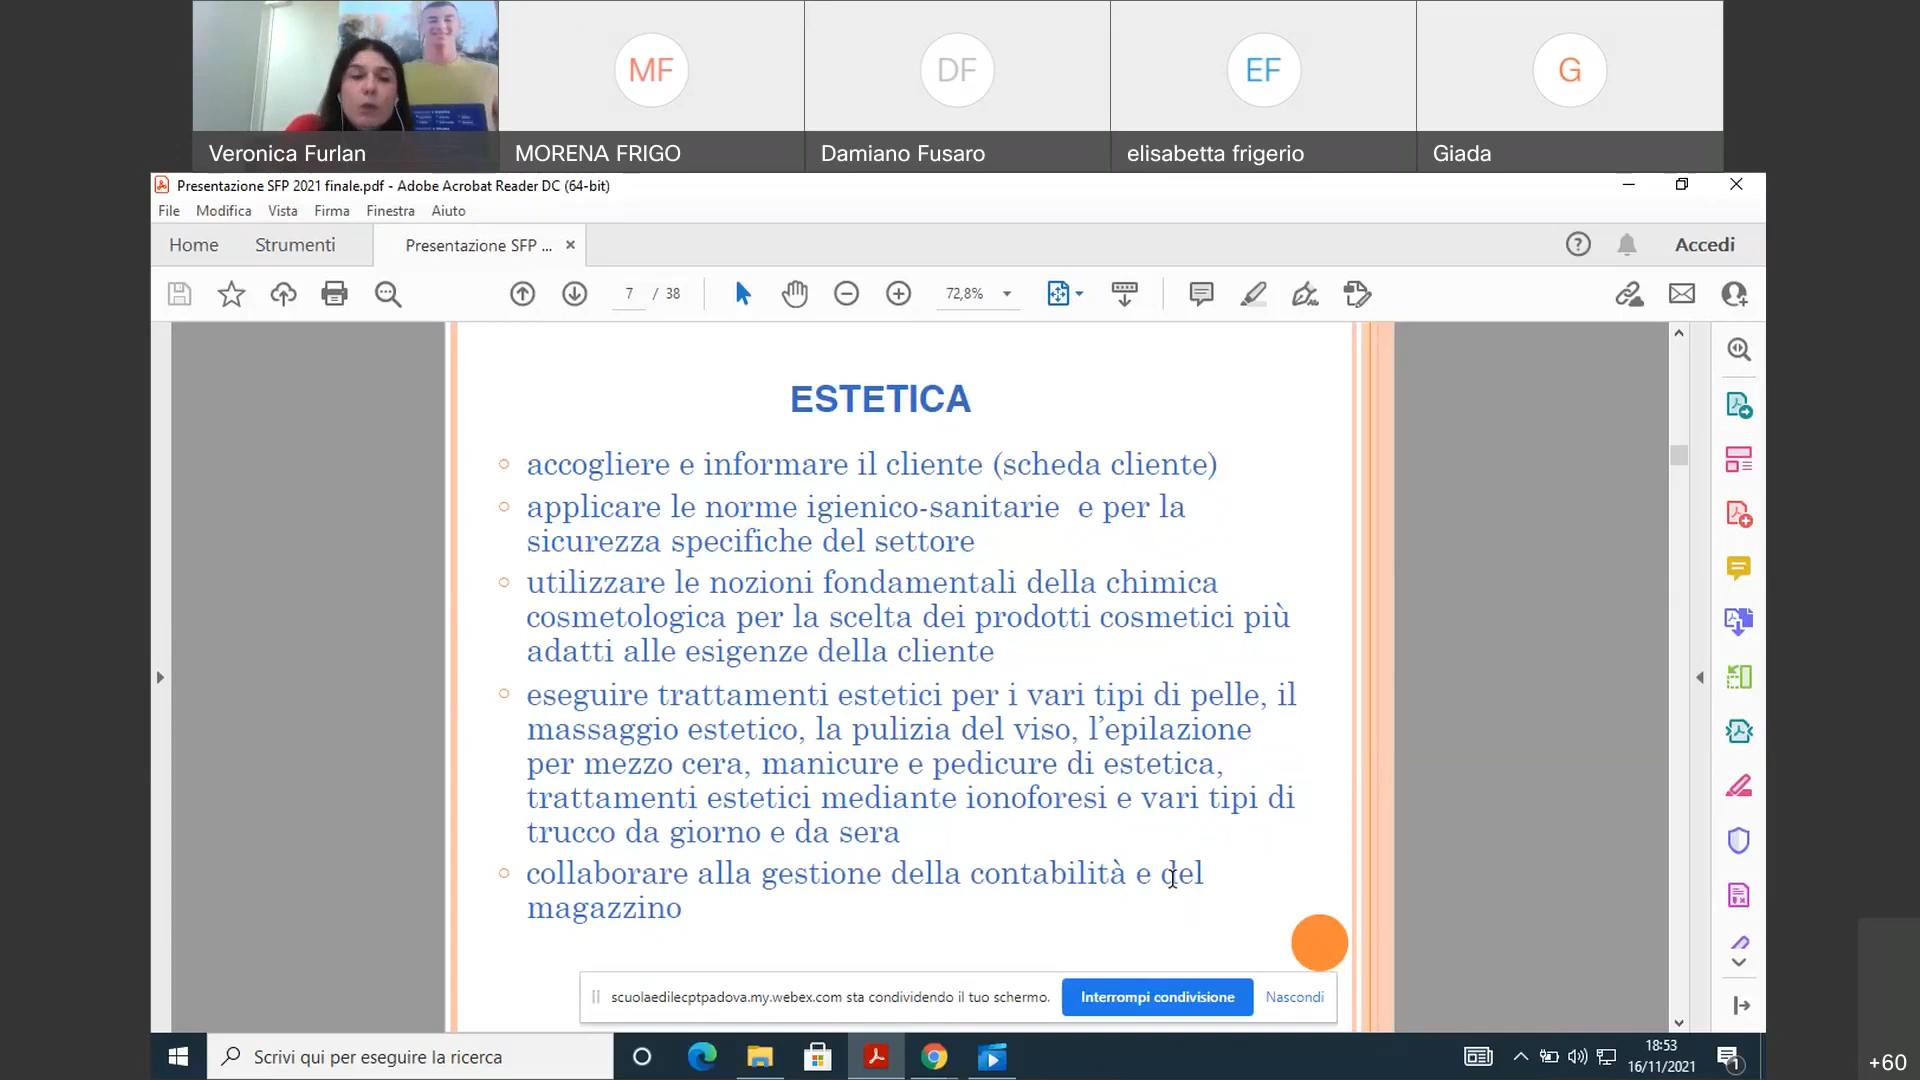 MF
DF
EF
G
Veronica Furlan
MORENA FRIGO
Damiano Fusaro
elisabetta frigerio
Giada
Presentazione SFP 2021 finale.pdf - Adobe Acrobat Reader DC (64-bit)
File Modifica Vista Firma Finestra Aiuto
Home Strumenti Presentazione SFP ... Accedi
7 / 38 72,8%
ESTETICA
accogliere e informare il cliente (scheda cliente)
applicare le norme igienico-sanitarie e per la
sicurezza specifiche del settore
utilizzare le nozioni fondamentali della chimica
cosmetologica per la scelta dei prodotti cosmetici più
adatti alle esigenze della cliente
eseguire trattamenti estetici per i vari tipi di pelle, il
massaggio estetico, la pulizia del viso, l’epilazione
per mezzo cera, manicure e pedicure di estetica,
trattamenti estetici mediante ionoforesi e vari tipi di
trucco da giorno e da sera
collaborare alla gestione della contabilità e del
magazzino
scuolaedilecptpadova.my.webex.com sta condividendo il tuo schermo. Interrompi condivisione Nascondi
Scrivi qui per eseguire la ricerca
18:53
16/11/2021
1
+60